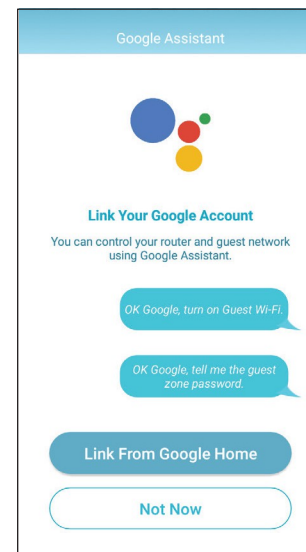 Google Assistant
Link Your Google Account
You can control your router and guest network
using Google Assistant.
OK Google, turn on Guest Wi-Fi.
OK Google, tell me the guest
zone password.
Link From Google Home
Not Now